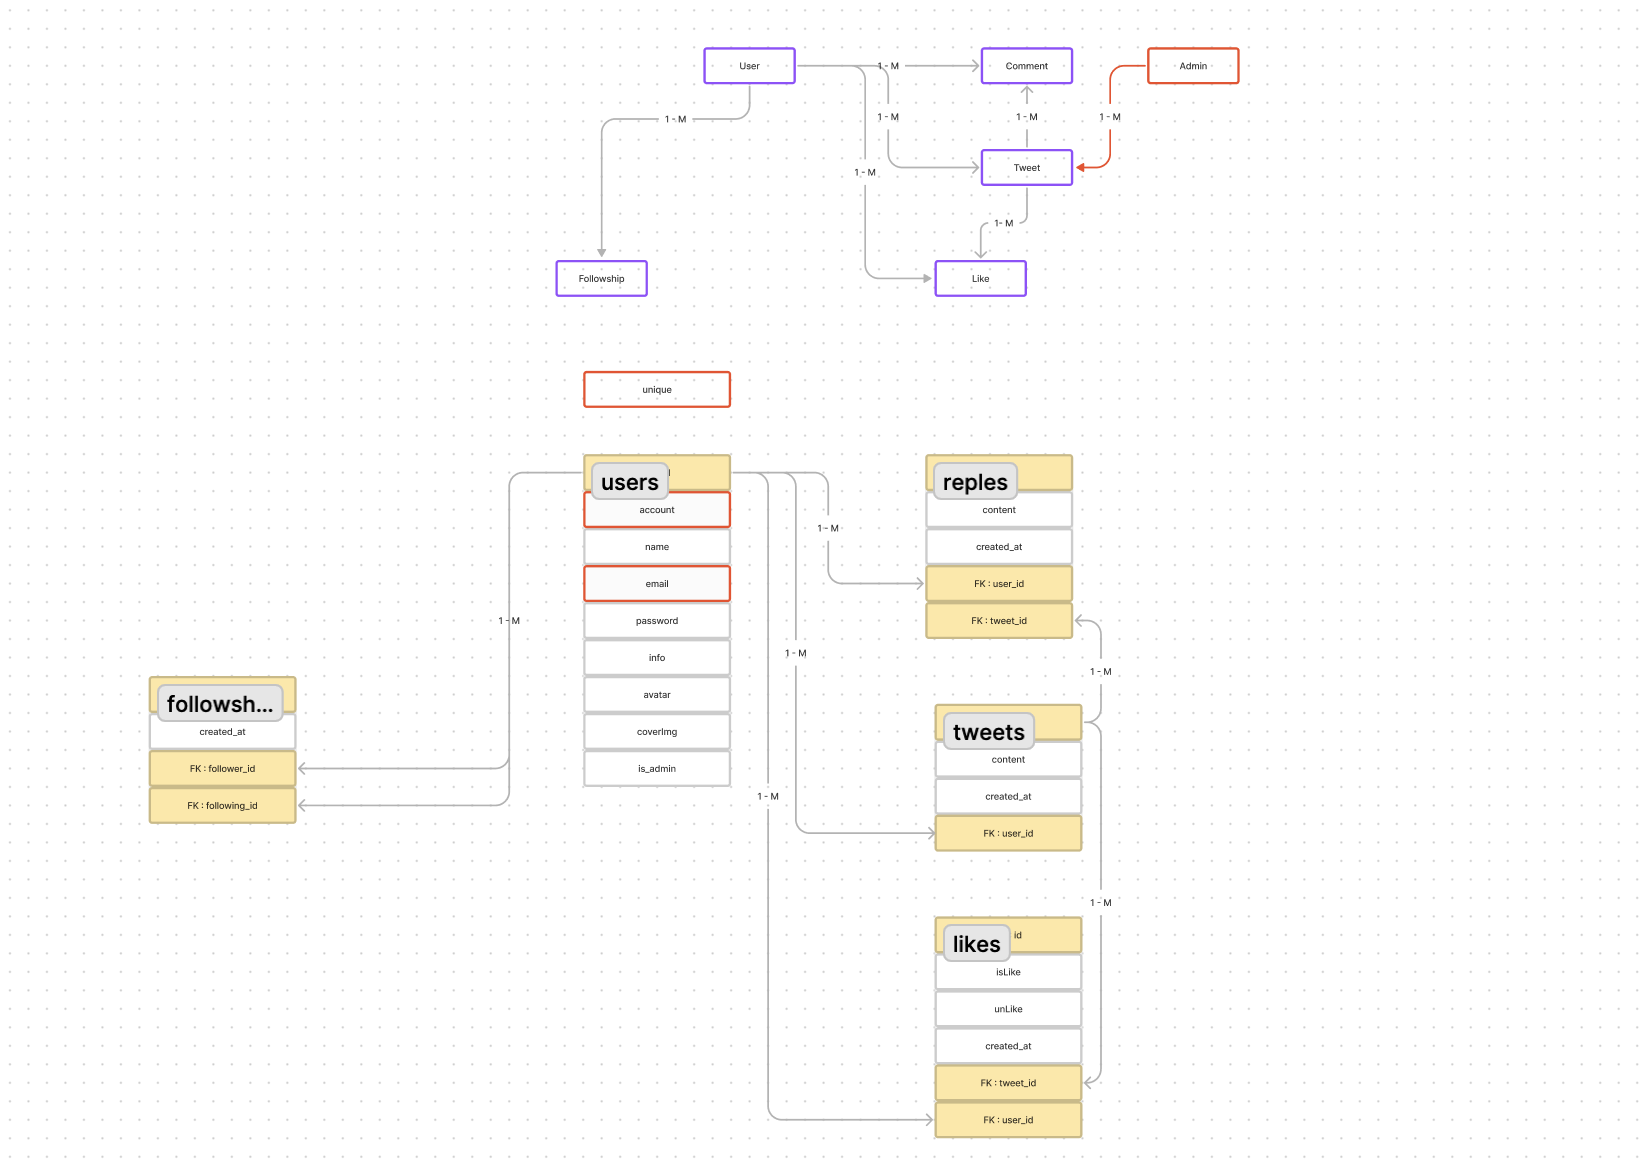 User
1 - M
Comment
Admin
1 - M
1 - M
1 - M
1 - M
Tweet
1 - M
1 - M
Followship
Like
unique
users
account
name
email
password
info
avatar
coverImg
is_admin
1 - M
1 - M
1 - M
1 - M
followsh...
created_at
FK : follower_id
FK : following_id
reples
content
created_at
FK : user_id
FK : tweet_id
1 - M
tweets
content
created_at
FK : user_id
1 - M
likes
id
isLike
unLike
created_at
FK : tweet_id
FK : user_id